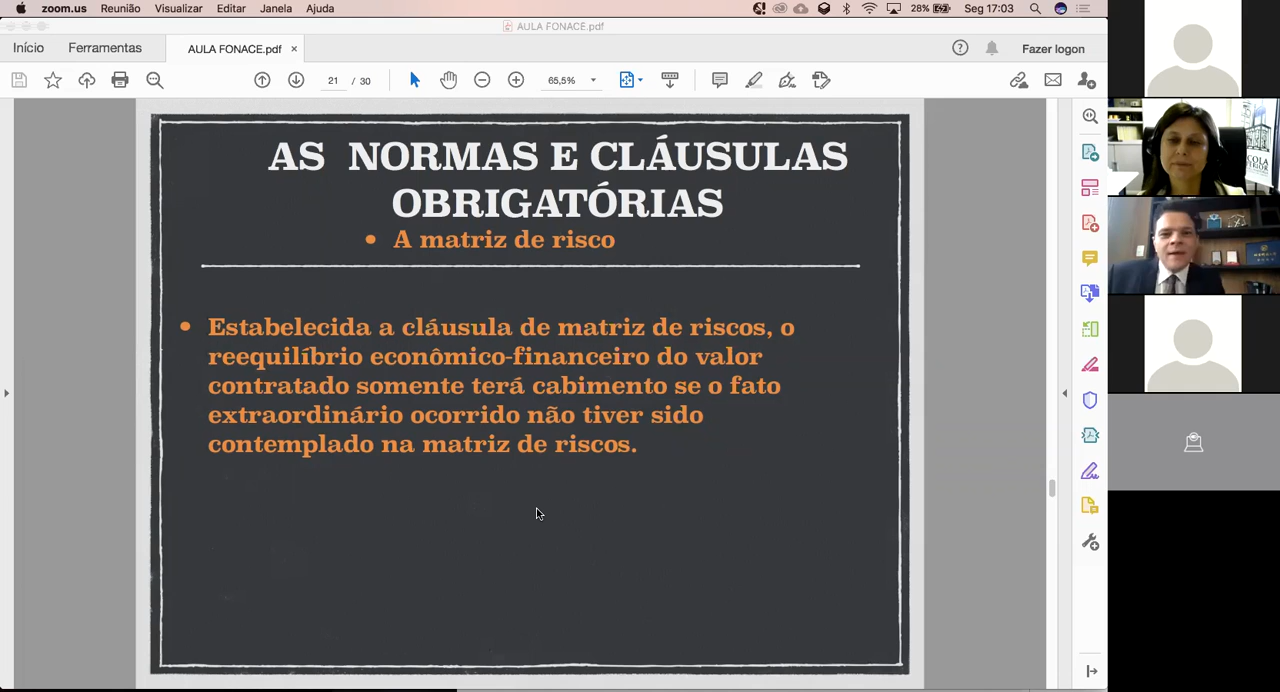 zoom.us Reunião Visualizar Editar Janela Ajuda 28% Seg 17:03
AULA FONACE.pdf
Início Ferramentas AULA FONACE.pdf × Fazer logon
21 / 30 65,5%
AS NORMAS E CLÁUSULAS
OBRIGATÓRIAS
• A matriz de risco
• Estabelecida a cláusula de matriz de riscos, o
reequilíbrio econômico-financeiro do valor
contratado somente terá cabimento se o fato
extraordinário ocorrido não tiver sido
contemplado na matriz de riscos.